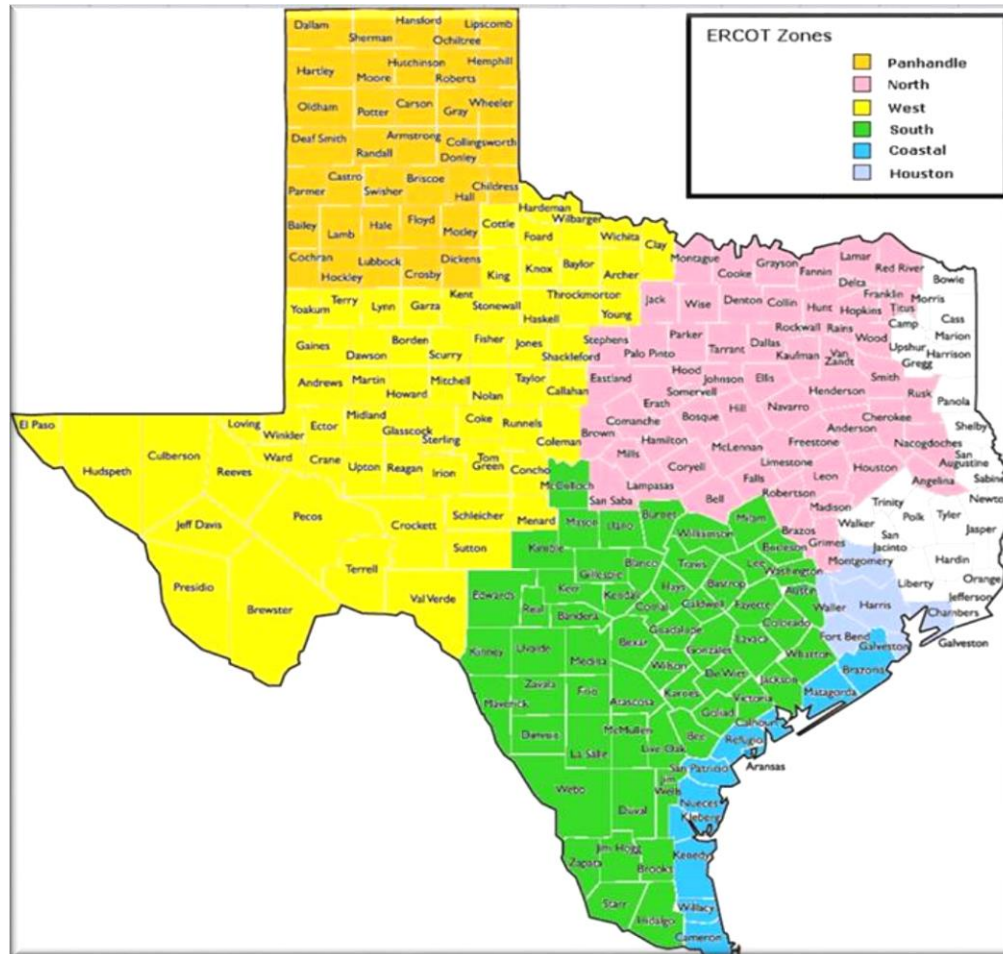 ERCOT Zones
Panhandle
North
West
South
Coastal
Houston
Dallam
Sherman
Hansford
Ochiltree
Lipscomb
Hartley
Moore
Hutchinson
Roberts
Hemphill
Oldham
Potter
Carson
Gray
Wheeler
Deaf Smith
Randall
Armstrong
Donley
Collingsworth
Parmer
Castro
Swisher
Briscoe
Hall
Childress
Bailey
Lamb
Hale
Floyd
Motley
Cottle
Hardeman
Foard
Wilbarger
Wichita
Clay
Cochran
Hockley
Lubbock
Crosby
Dickens
King
Knox
Baylor
Archer
Montague
Cooke
Grayson
Fannin
Lamar
Red River
Bowie
Delta
Yoakum
Terry
Lynn
Garza
Kent
Stonewall
Haskell
Throckmorton
Young
Jack
Wise
Denton
Collin
Hunt
Hopkins
Franklin
Titus
Morris
Cass
Camp
Marion
Gaines
Dawson
Borden
Scurry
Fisher
Jones
Shackleford
Stephens
Palo Pinto
Parker
Tarrant
Dallas
Rockwall
Rains
Kaufman
Van
Zandt
Wood
Upshur
Gregg
Harrison
Andrews
Martin
Howard
Mitchell
Nolan
Taylor
Callahan
Eastland
Erath
Hood
Somervell
Johnson
Ellis
Henderson
Smith
Rusk
Panola
El Paso
Hudspeth
Culberson
Loving
Winkler
Ector
Midland
Glasscock
Sterling
Coke
Runnels
Coleman
Brown
Comanche
Bosque
Hill
Navarro
Anderson
Cherokee
Nacogdoches
Shelby
Reeves
Ward
Crane
Upton
Reagan
Irion
Tom
Green
Concho
McCulloch
Mills
Hamilton
Coryell
McLennan
Limestone
Freestone
Falls
Leon
Houston
Angelina
San
Augustine
Sabin
Newto
Jeff Davis
Pecos
Crockett
Schleicher
Menard
San Saba
Lampasas
Bell
Robertson
Madison
Trinity
Walker
Polk
Tyler
Jasper
Presidio
Brewster
Terrell
Val Verde
Sutton
Kimble
Mason
Llano
Burnet
Williamson
Milam
Brazos
Grimes
Burleson
San
Jacinto
Hardin
Orange
Edwards
Real
Kerr
Gillespie
Blanco
Kendall
Travis
Hays
Bastrop
Lee
Washington
Austin
Waller
Montgomery
Harris
Liberty
Jefferson
Chambers
Galveston
Kinney
Uvalde
Bandera
Medina
Bexar
Comal
Guadalupe
Caldwell
Gonzales
Fayette
Lavaca
Colorado
Wharton
Fort Bend
Galveston
Brazoria
Matagorda
Maverick
Zavala
Frio
Atascosa
Wilson
Karnes
De Witt
Goliad
Victoria
Jackson
Calhoun
Dimmit
La Salle
McMullen
Live Oak
Bee
Refugio
Aransas
San Patricio
Webb
Duval
Jim
Wells
Nueces
Kleberg
Zapata
Jim Hogg
Brooks
Kenedy
Starr
Hidalgo
Willacy
Cameron